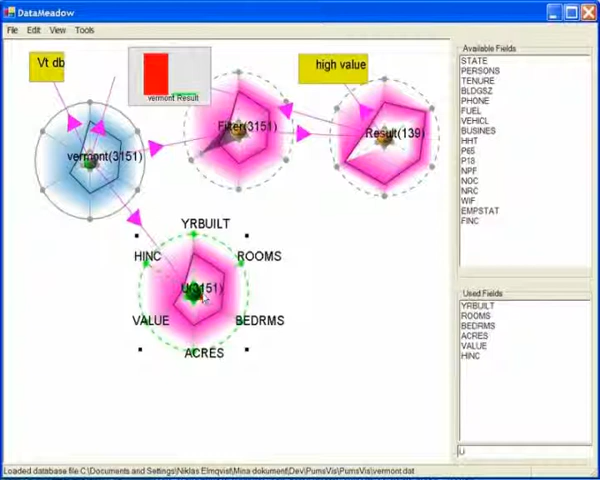 DataMeadow
File Edit View Tools
Vt db
vermont Result
high value
vermont(3151)
Filter(3151)
Result(139)
YRBUILT
HINC
ROOMS
U(3151)
VALUE
BEDRMS
ACRES
Available Fields
STATE
PERSONS
TENURE
BLDGSZ
PHONE
FUEL
VEHICL
BUSINES
HHT
P65
P18
NPF
NOC
NRC
WIF
EMPSTAT
FINC
Used Fields
YRBUILT
ROOMS
BEDRMS
ACRES
VALUE
HINC
U
Loaded database file C:\Documents and Settings\Niklas Elmqvist\Mina dokument\Dev\PumsVis\PumsVis\vermont.dat